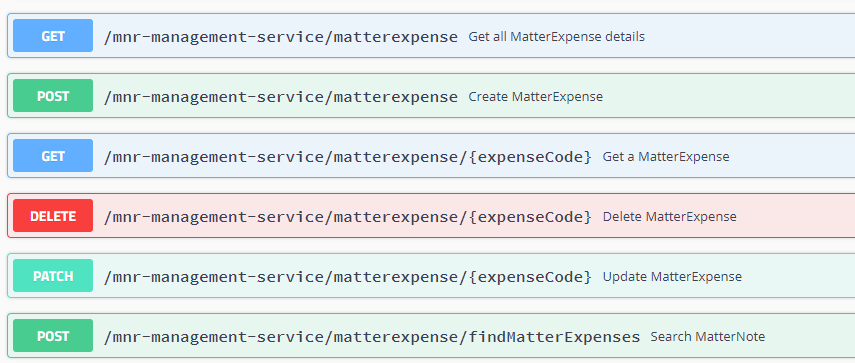 GET /mnr-management-service/matterexpense Get all MatterExpense details
POST /mnr-management-service/matterexpense Create MatterExpense
GET /mnr-management-service/matterexpense/{expenseCode} Get a MatterExpense
DELETE /mnr-management-service/matterexpense/{expenseCode} Delete MatterExpense
PATCH /mnr-management-service/matterexpense/{expenseCode} Update MatterExpense
POST /mnr-management-service/matterexpense/findMatterExpenses Search MatterNote